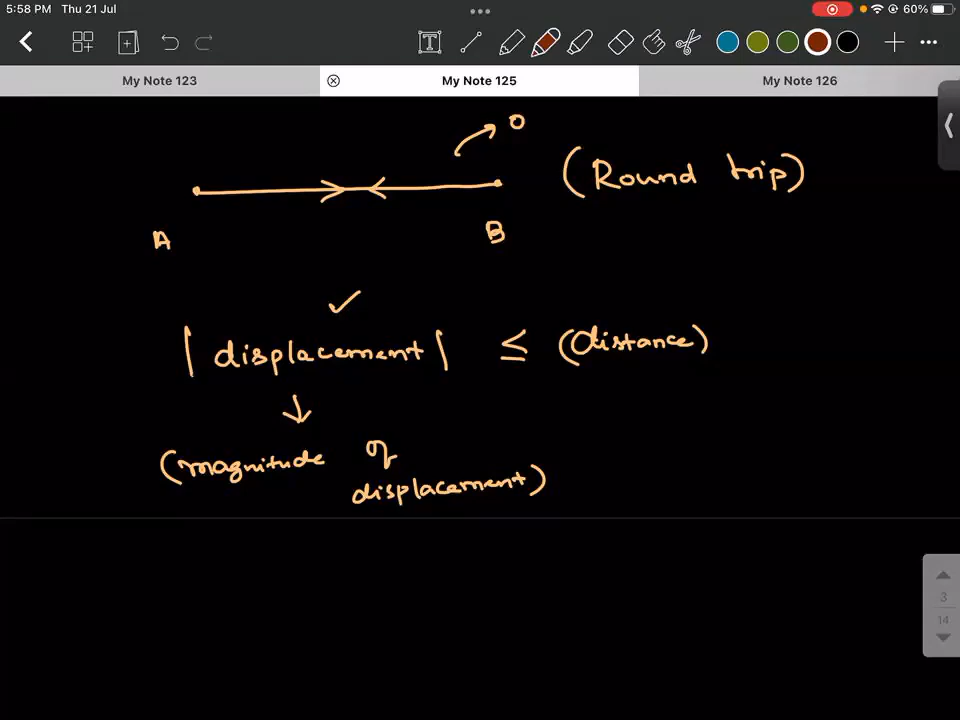 5:58 PM Thu 21 Jul
60%
My Note 123
My Note 125
My Note 126
0
(Round trip)
A
B
|displacement| ≤ (distance)
(magnitude of
displacement)
3
14